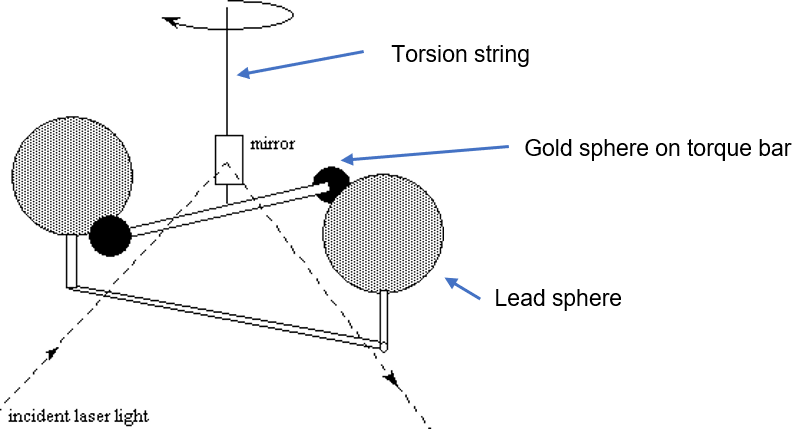 Torsion string
mirror
Gold sphere on torque bar
Lead sphere
incident laser light